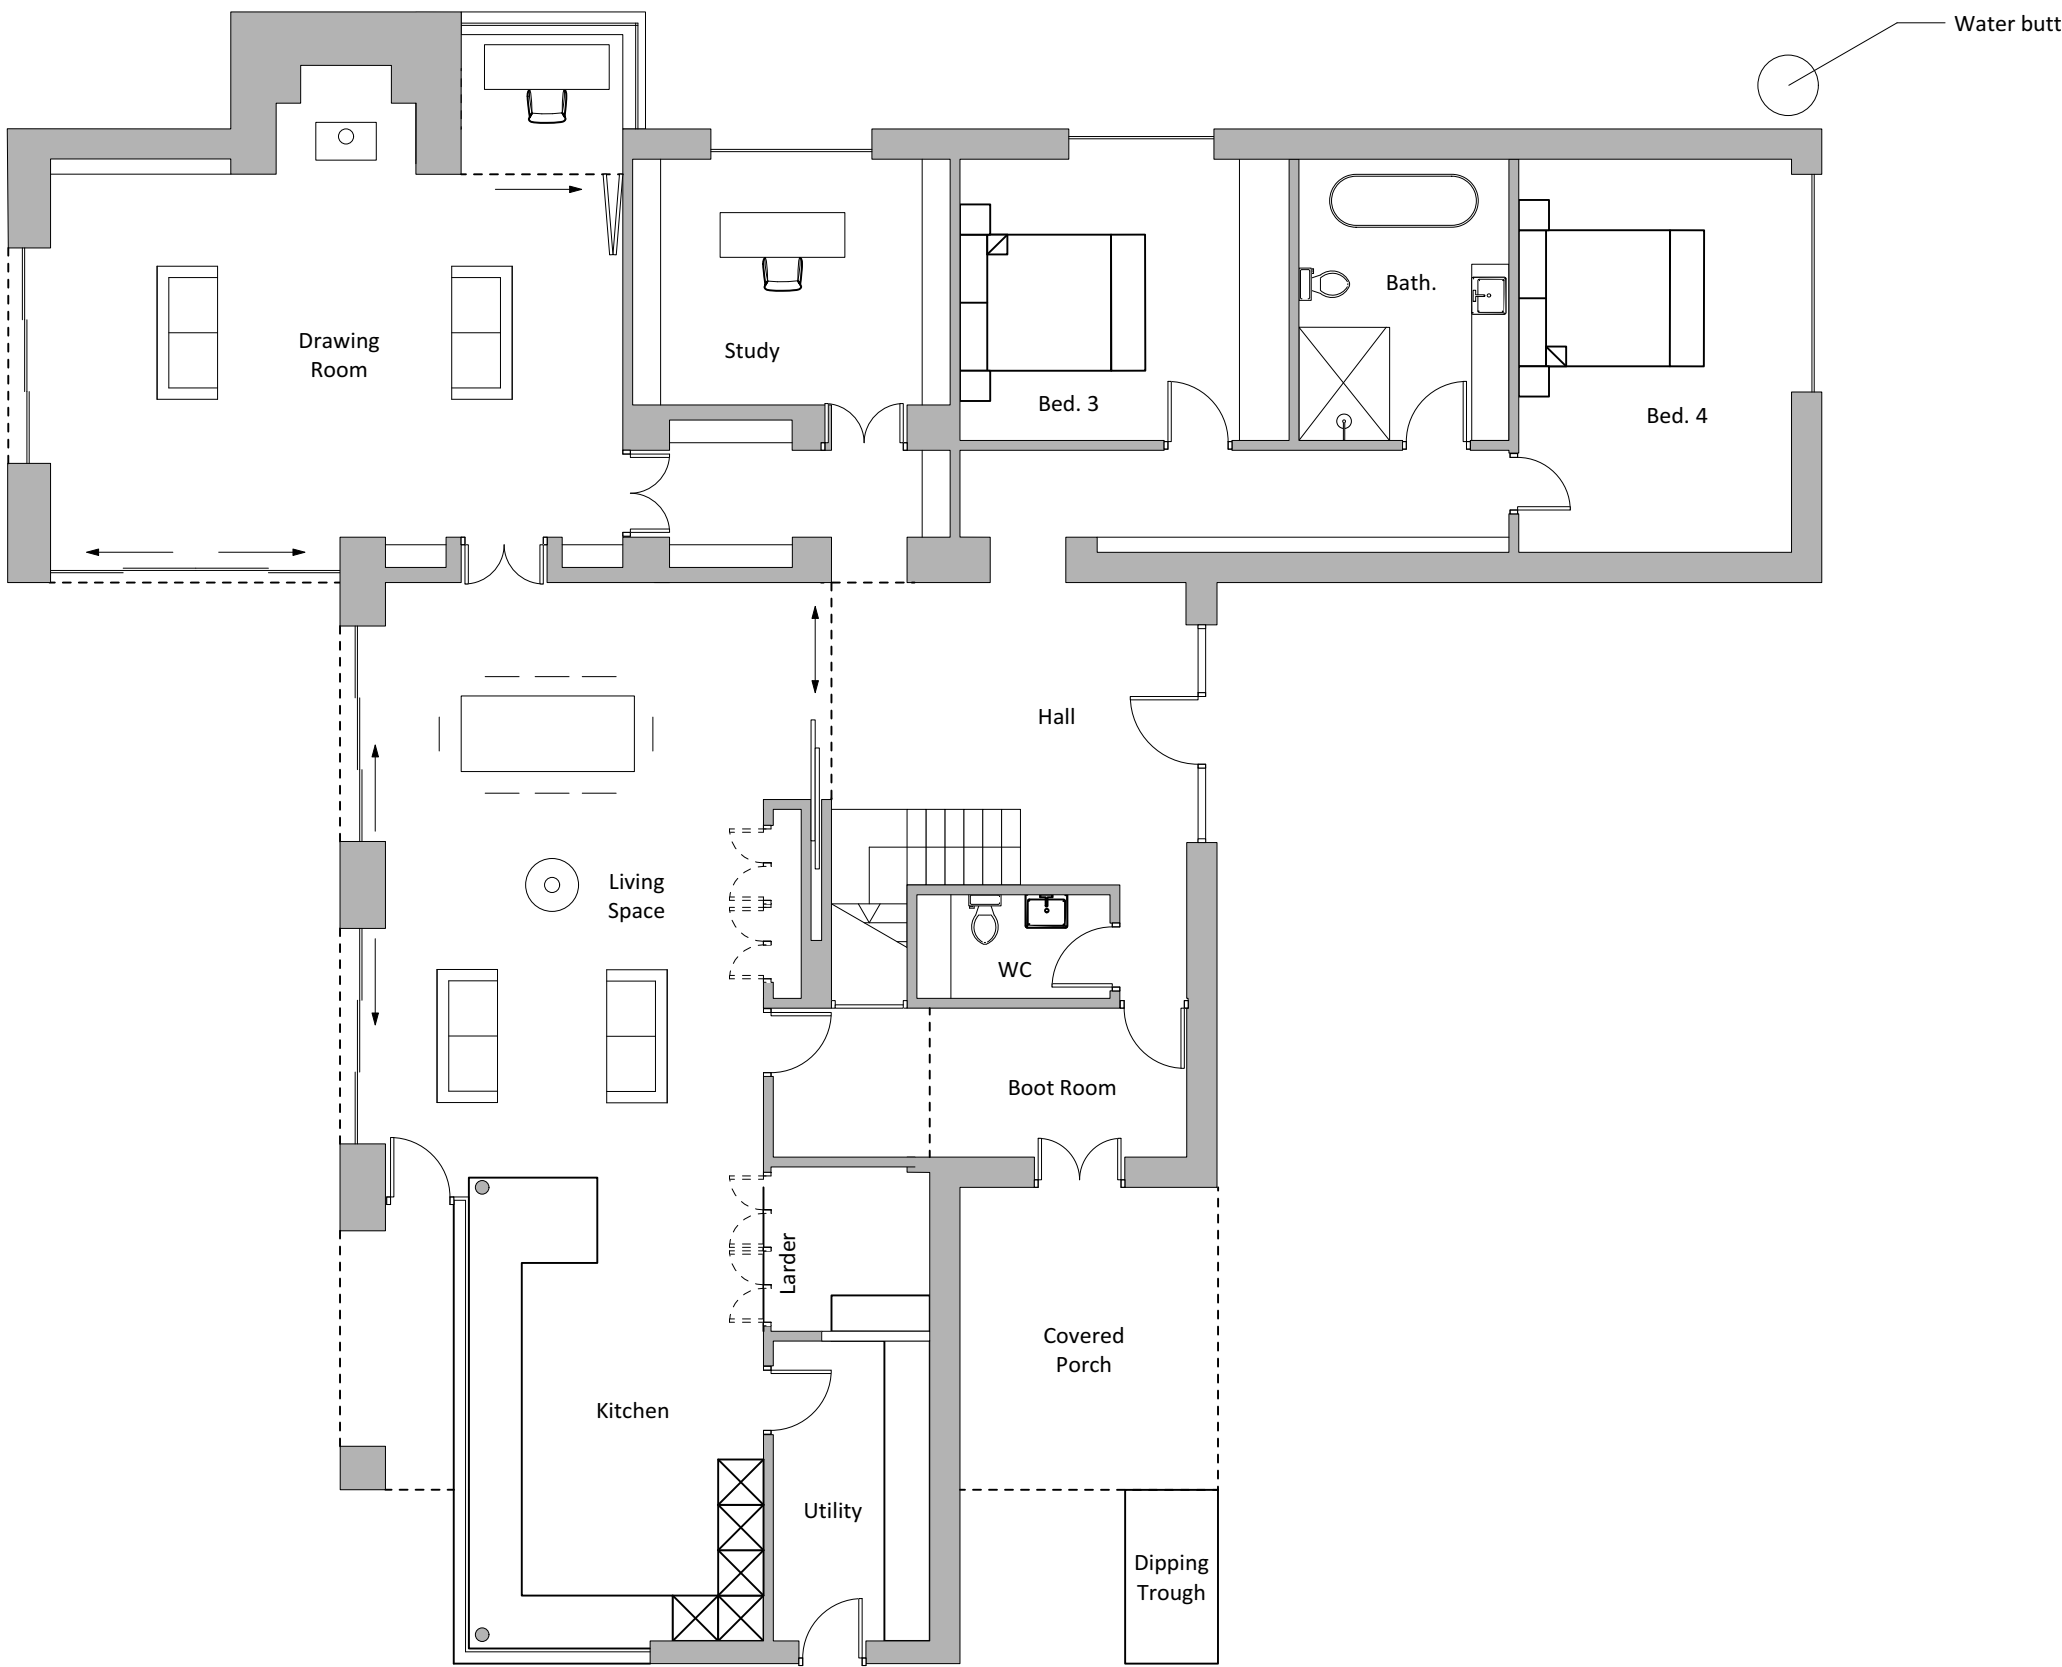 Water butt
Drawing
Room
Study
Bath.
Bed. 3
Bed. 4
Hall
Living
Space
WC
Boot Room
Larder
Covered
Porch
Kitchen
Utility
Dipping
Trough